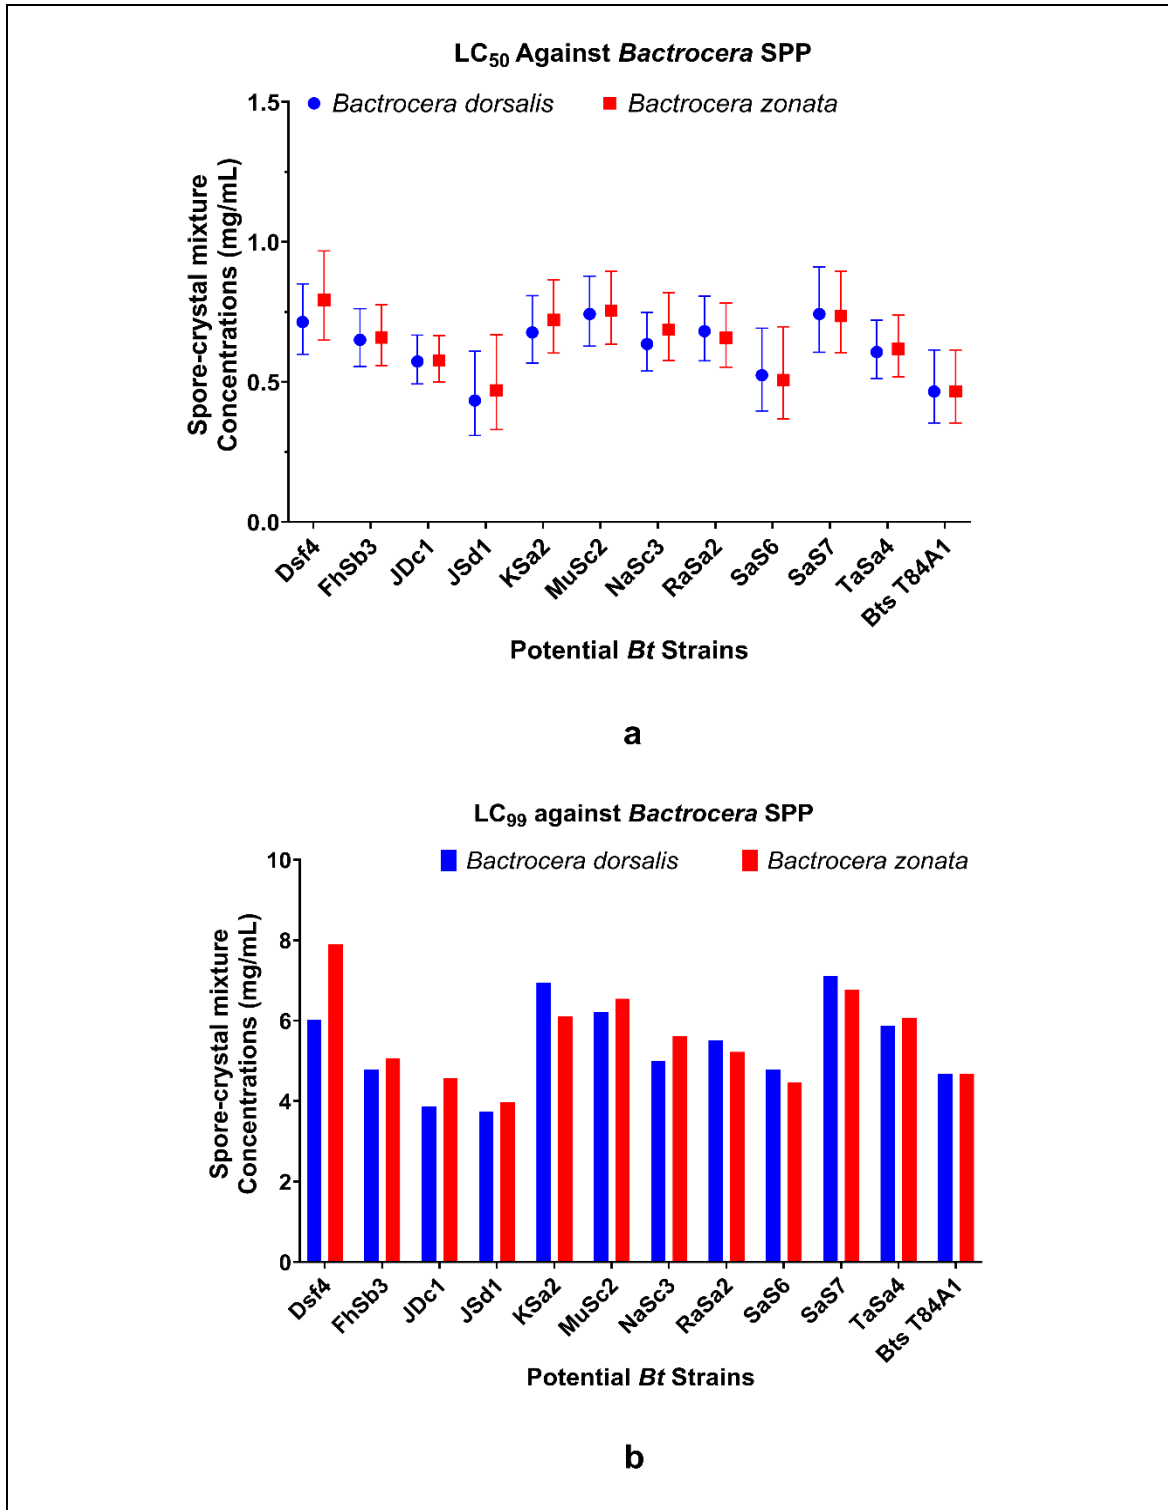 LC50 Against Bactrocera SPP
Bactrocera dorsalis
Bactrocera zonata
Spore-crystal mixture
Concentrations (mg/mL)
1.5
1.0
0.5
0.0
Dsf4
FhSb3
JDc1
JSd1
KSa2
MuSc2
NaSc3
RaSa2
SaS6
SaS7
TaSa4
Bts T84A1
Potential Bt Strains
a
LC99 against Bactrocera SPP
Bactrocera dorsalis
Bactrocera zonata
Spore-crystal mixture
Concentrations (mg/mL)
10
8
6
4
2
0
Dsf4
FhSb3
JDc1
JSd1
KSa2
MuSc2
NaSc3
RaSa2
SaS6
SaS7
TaSa4
Bts T84A1
Potential Bt Strains
b